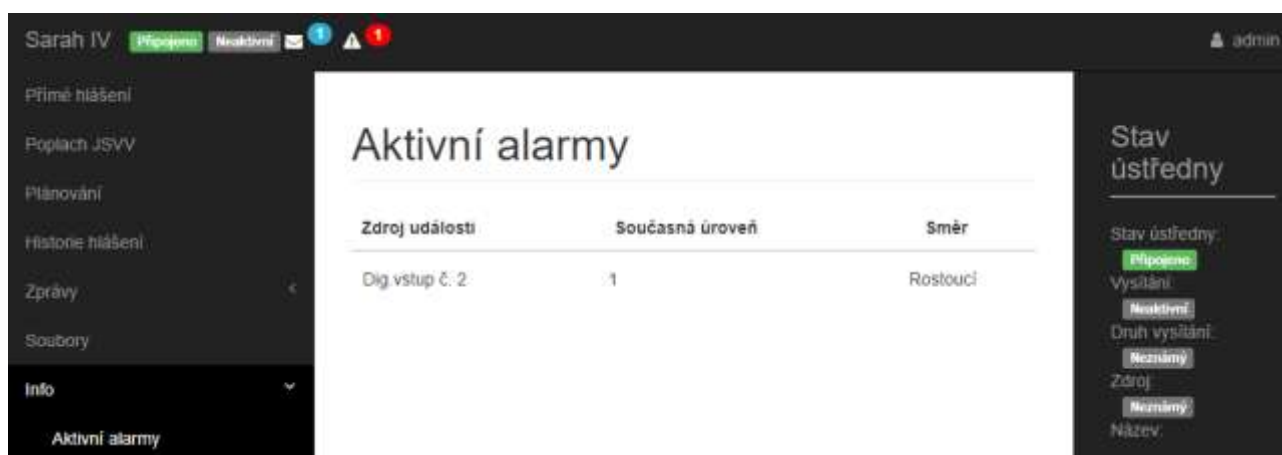 Sarah IV Připojeno Neaktivní 1 1 admin
Přímé hlášení
Poplach JSVV
Plánování
Historie hlášení
Zprávy
Soubory
Info
Aktivní alarmy
Aktivní alarmy
Zdroj události Současná úroveň Směr
Dig.vstup č. 2 1 Rostoucí
Stav
ústředny
Stav ústředny:
Připojeno
Vysílání:
Neaktivní
Druh vysílání:
Neznámý
Zdroj:
Neznámý
Název: